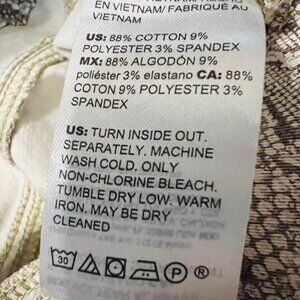 EN VIETNAM/ FABRIQUÉ AU
VIETNAM
US: 88% COTTON 9%
POLYESTER 3% SPANDEX
MX: 88% ALGODÓN 9%
poliéster 3% elastano CA: 88%
COTTON 9% POLYESTER 3%
SPANDEX
US: TURN INSIDE OUT.
SEPARATELY. MACHINE
WASH COLD. ONLY
NON-CHLORINE BLEACH.
TUMBLE DRY LOW. WARM
IRON. MAY BE DRY
CLEANED
30 P ®